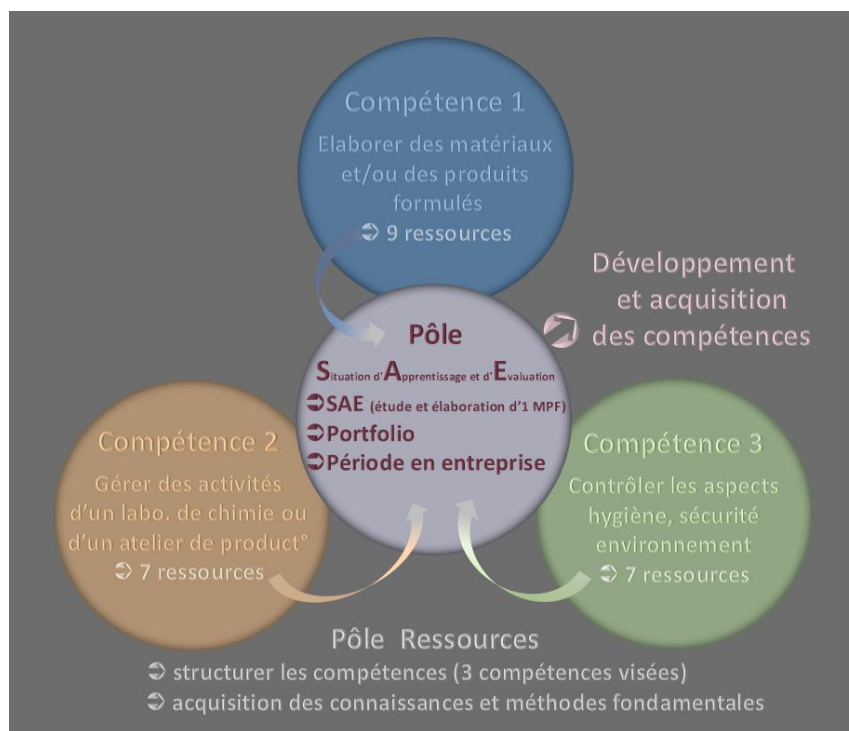 Compétence 1
Elaborer des matériaux
et/ou des produits
formulés
➲ 9 ressources
Développement
et acquisition
des compétences
Pôle
Situation d'Apprentissage et d'Evaluation
➲SAE (étude et élaboration d'1 MPF)
➲Portfolio
➲Période en entreprise
Compétence 2
Gérer des activités
d'un labo. de chimie ou
d'un atelier de product°
➲ 7 ressources
Compétence 3
Contrôler les aspects
hygiène, sécurité
environnement
➲ 7 ressources
Pôle Ressources
➲ structurer les compétences (3 compétences visées)
➲ acquisition des connaissances et méthodes fondamentales